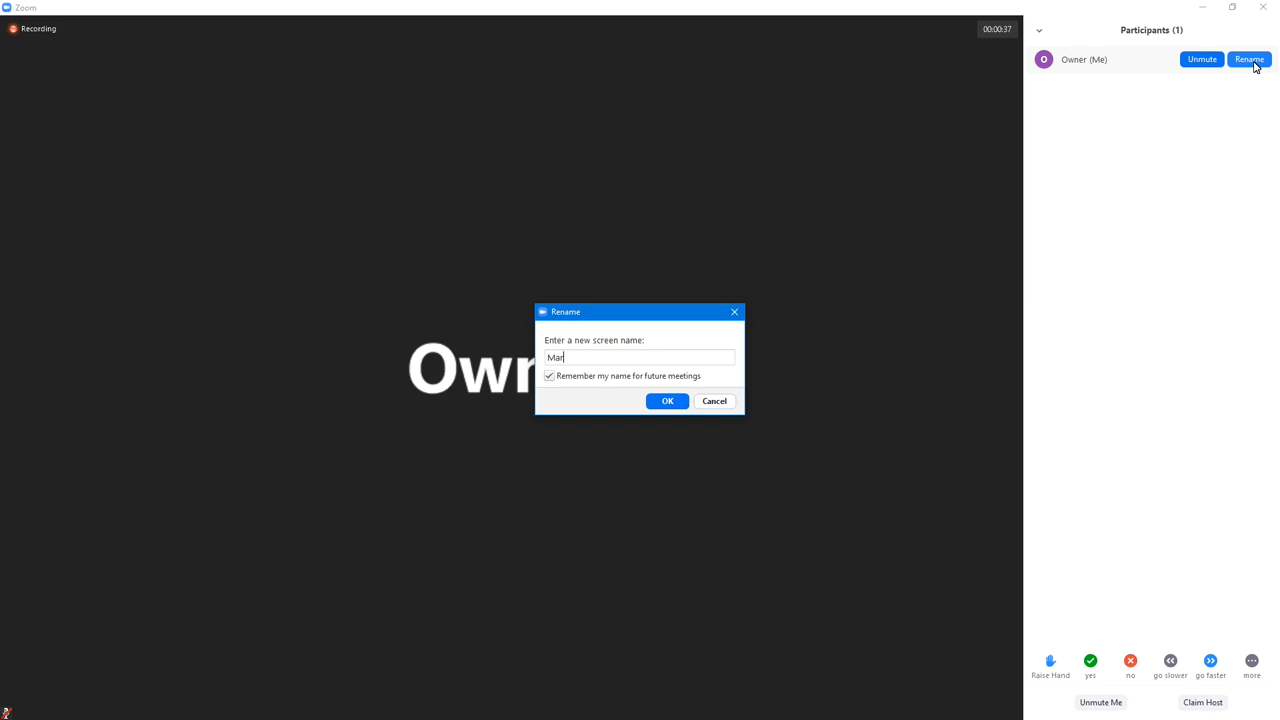 Zoom
Recording
00:00:37
Participants (1)
O
Owner (Me)
Unmute
Rename
Own
Rename
Enter a new screen name:
Mar
Remember my name for future meetings
OK
Cancel
Raise Hand
yes
no
go slower
go faster
more
Unmute Me
Claim Host